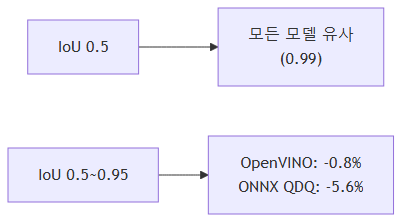 IoU 0.5
모든 모델 유사
(0.99)
IoU 0.5~0.95
OpenVINO: -0.8%
ONNX QDQ: -5.6%